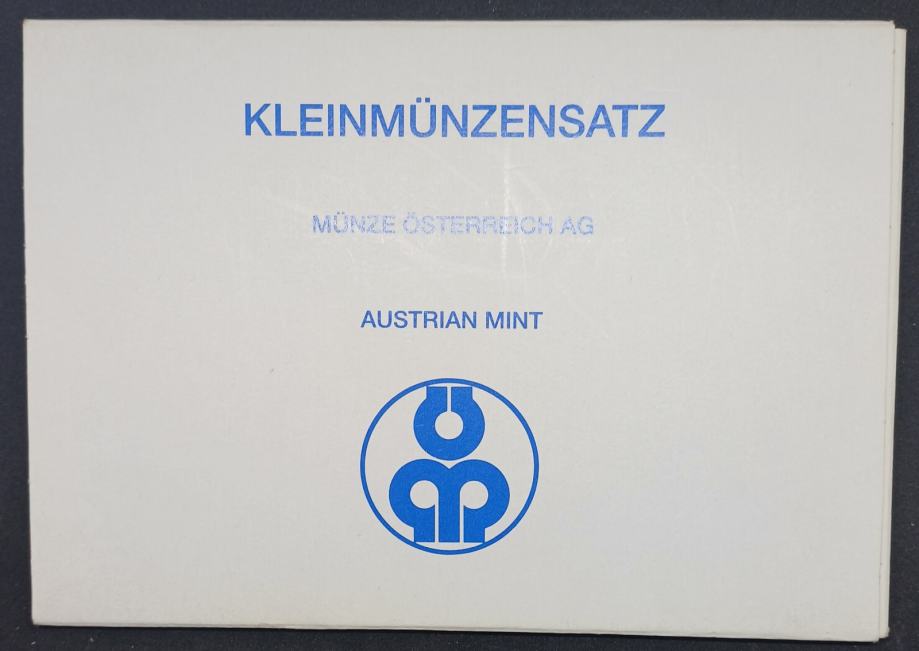 KLEINMÜNZENSATZ
MÜNZE ÖSTERREICH AG
AUSTRIAN MINT